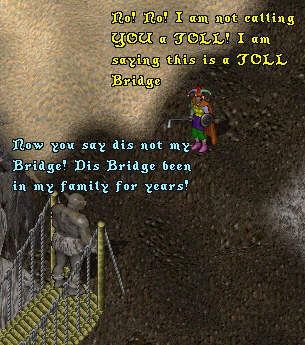 No! No! I am not calling
YOU a TOLL! I am
saying this is a TOLL
Bridge
Now you say dis not my
Bridge! Dis Bridge been
in my family for years!